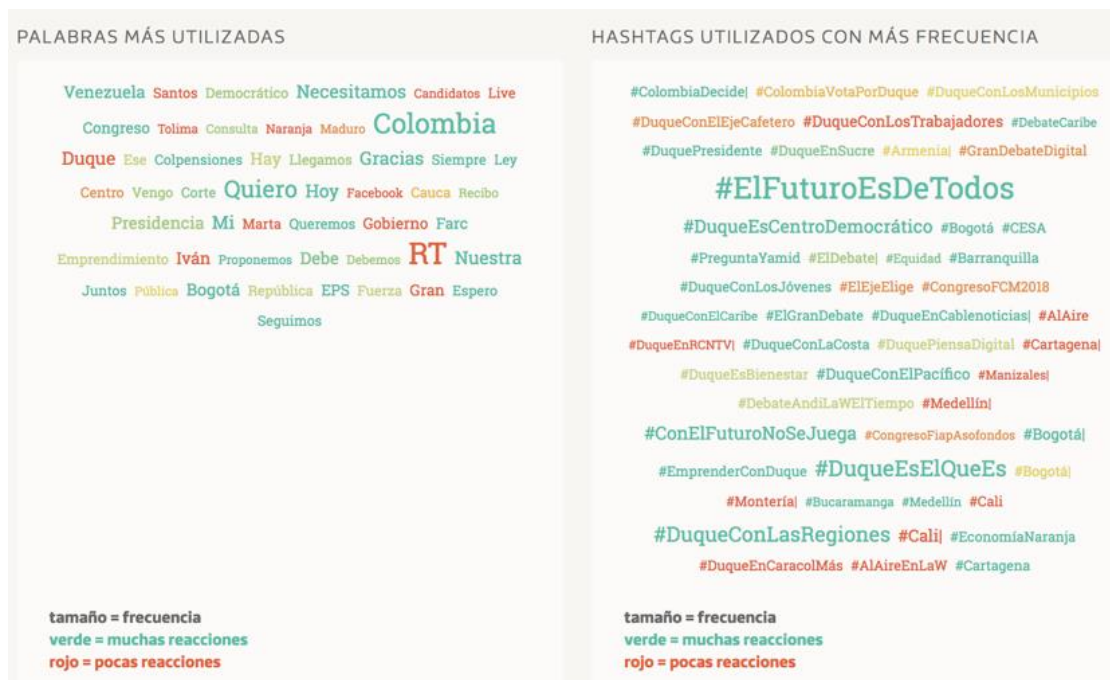 PALABRAS MÁS UTILIZADAS
Venezuela Santos Democrático Necesitamos Candidatos Live
Congreso Tolima Consulta Naranja Maduro Colombia
Duque Ese Colpensiones Hay Llegamos Gracias Siempre Ley
Centro Vengo Corte Quiero Hoy Facebook Cauca Recibo
Presidencia Mi Marta Queremos Gobierno Farc
Emprendimiento Iván Proponemos Debe Debemos RT Nuestra
Juntos Pública Bogotá República EPS Fuerza Gran Espero
Seguimos
tamaño = frecuencia
verde = muchas reacciones
rojo = pocas reacciones
HASHTAGS UTILIZADOS CON MÁS FRECUENCIA
#ColombiaDecide| #ColombiaVotaPorDuque #DuqueConLosMunicipios
#DuqueConElEjeCafetero #DuqueConLosTrabajadores #DebateCaribe
#DuquePresidente #DuqueEnSucre #Armenia| #GranDebateDigital
#ElFuturoEsDeTodos
#DuqueEsCentroDemocrático #Bogotá #CESA
#PreguntaYamid #ElDebate| #Equidad #Barranquilla
#DuqueConLosJóvenes #ElEjeElige #CongresoFCM2018
#DuqueConElCaribe #ElGranDebate #DuqueEnCablenoticias| #AlAire
#DuqueEnRCNTV| #DuqueConLaCosta #DuquePiensaDigital #Cartagena|
#DuqueEsBienestar #DuqueConElPacífico #Manizales|
#DebateAndiLaWElTiempo #Medellín|
#ConElFuturoNoSeJuega #CongresoFiapAsofondos #Bogotá|
#EmprenderConDuque #DuqueEsElQueEs #Bogotá|
#Montería| #Bucaramanga #Medellín #Cali
#DuqueConLasRegiones #Cali| #EconomíaNaranja
#DuqueEnCaracolMás #AlAireEnLaW #Cartagena
tamaño = frecuencia
verde = muchas reacciones
rojo = pocas reacciones